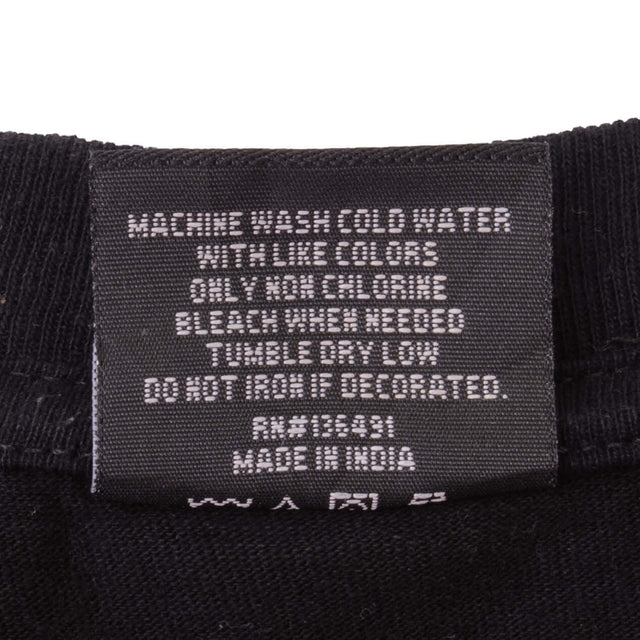 MACHINE WASH COLD WATER
WITH LIKE COLORS
ONLY NON CHLORINE
BLEACH WHEN NEEDED
TUMBLE DRY LOW
DO NOT IRON IF DECORATED.
RN#136431
MADE IN INDIA